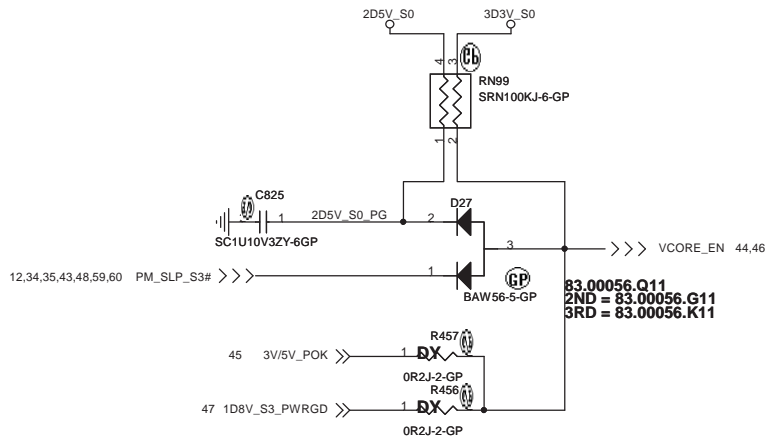 2D5V_S0 3D3V_S0
4 3
RN99
SRN100KJ-6-GP
1 2
C825
1 2D5V_S0_PG 2 D27
SC1U10V3ZY-6GP
3 VCORE_EN 44,46
12,34,35,43,48,59,60 PM_SLP_S3# 1
GP
BAW56-5-GP
83.00056.Q11
2ND = 83.00056.G11
3RD = 83.00056.K11
R457
45 3V/5V_POK 1 DY
0R2J-2-GP
R456
47 1D8V_S3_PWRGD 1 DY
0R2J-2-GP